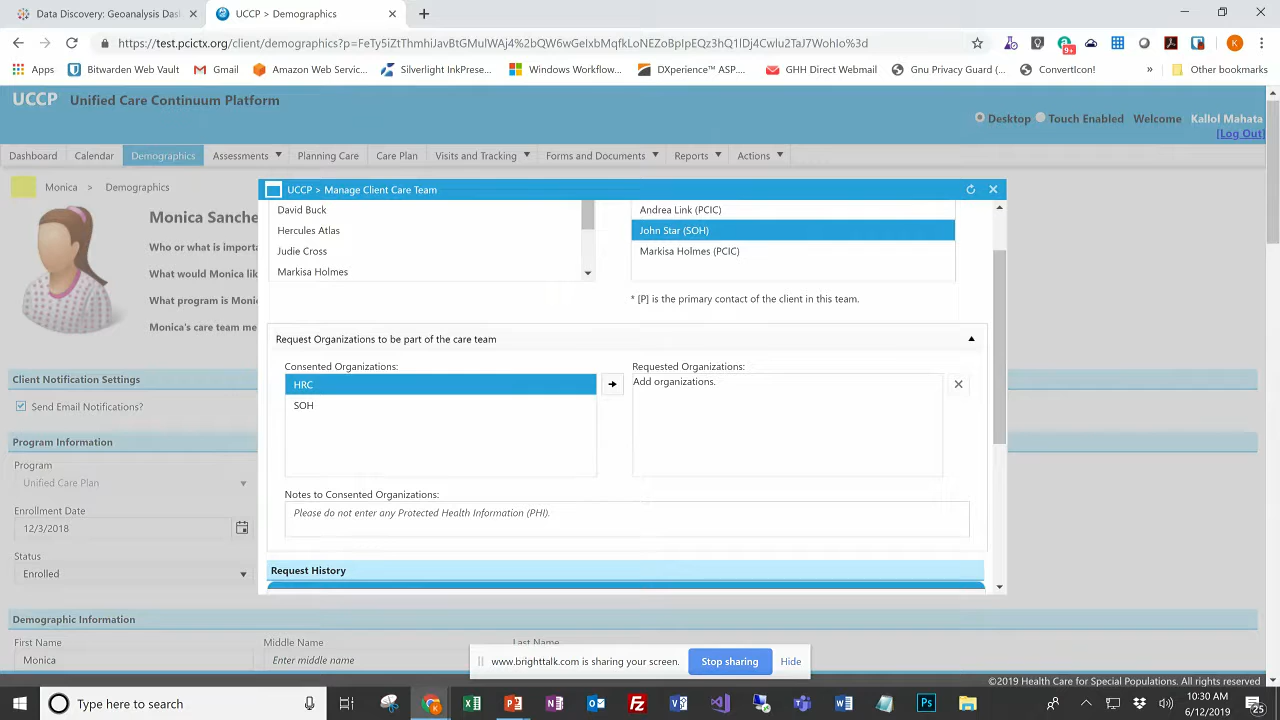 Data Discovery: Geoanalysis Das
UCCP > Demographics
https://test.pcictx.org/client/demographics?p=
Apps
Bitwarden Web Vault
Gmail
Amazon Web Servic...
Silverlight InkPrese...
Windows Workflow...
DXperience™ ASP....
GHH Direct Webmail
Gnu Privacy Guard (...
ConvertIcon!
»
Other Bookmarks
9+
K
UCCP Unified Care Continuum Platform
Desktop Touch Enabled Welcome Kallol Mahata
[Log Out]
Dashboard Calendar Demographics Assessments Planning Care Care Plan Visits and Tracking Forms and Documents Reports Actions
Monica > Demographics
Monica Sanche
Who or what is importa
What would Monica lik
What program is Monic
Monica's care team me
Client Notification Settings
Send Email Notifications?
Program Information
Program
Unified Care Plan
Enrollment Date
12/3/2018
Status
Enrolled
Demographic Information
First Name Middle Name Last Name
Monica Enter middle name
UCCP > Manage Client Care Team
David Buck
Hercules Atlas
Judie Cross
Markisa Holmes
Andrea Link (PCIC)
John Star (SOH)
Markisa Holmes (PCIC)
* [P] is the primary contact of the client in this team.
Request Organizations to be part of the care team
Consented Organizations:
HRC
SOH
Requested Organizations:
Add organizations.
Notes to Consented Organizations:
Please do not enter any Protected Health Information (PHI).
Request History
www.brighttalk.com is sharing your screen. Stop sharing Hide
©2019 Health Care for Special Populations. All rights reserved
Type here to search
10:30 AM
6/12/2019
25